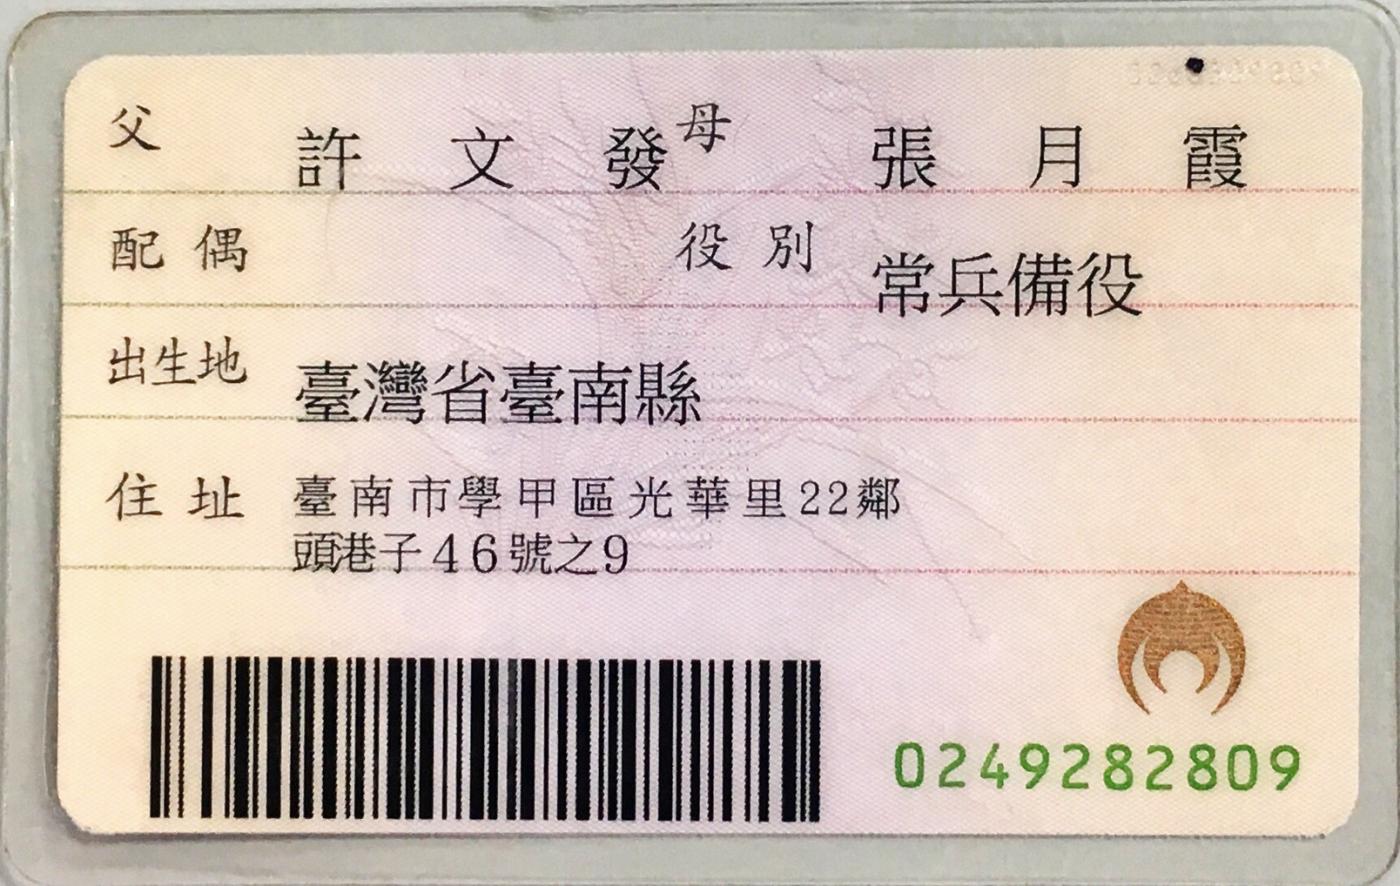 父 許文發 母 張月霞
配偶 役別 常兵備役
出生地 臺灣省臺南縣
住址 臺南市學甲區光華里22鄰
頭港子46號之9
0249282809